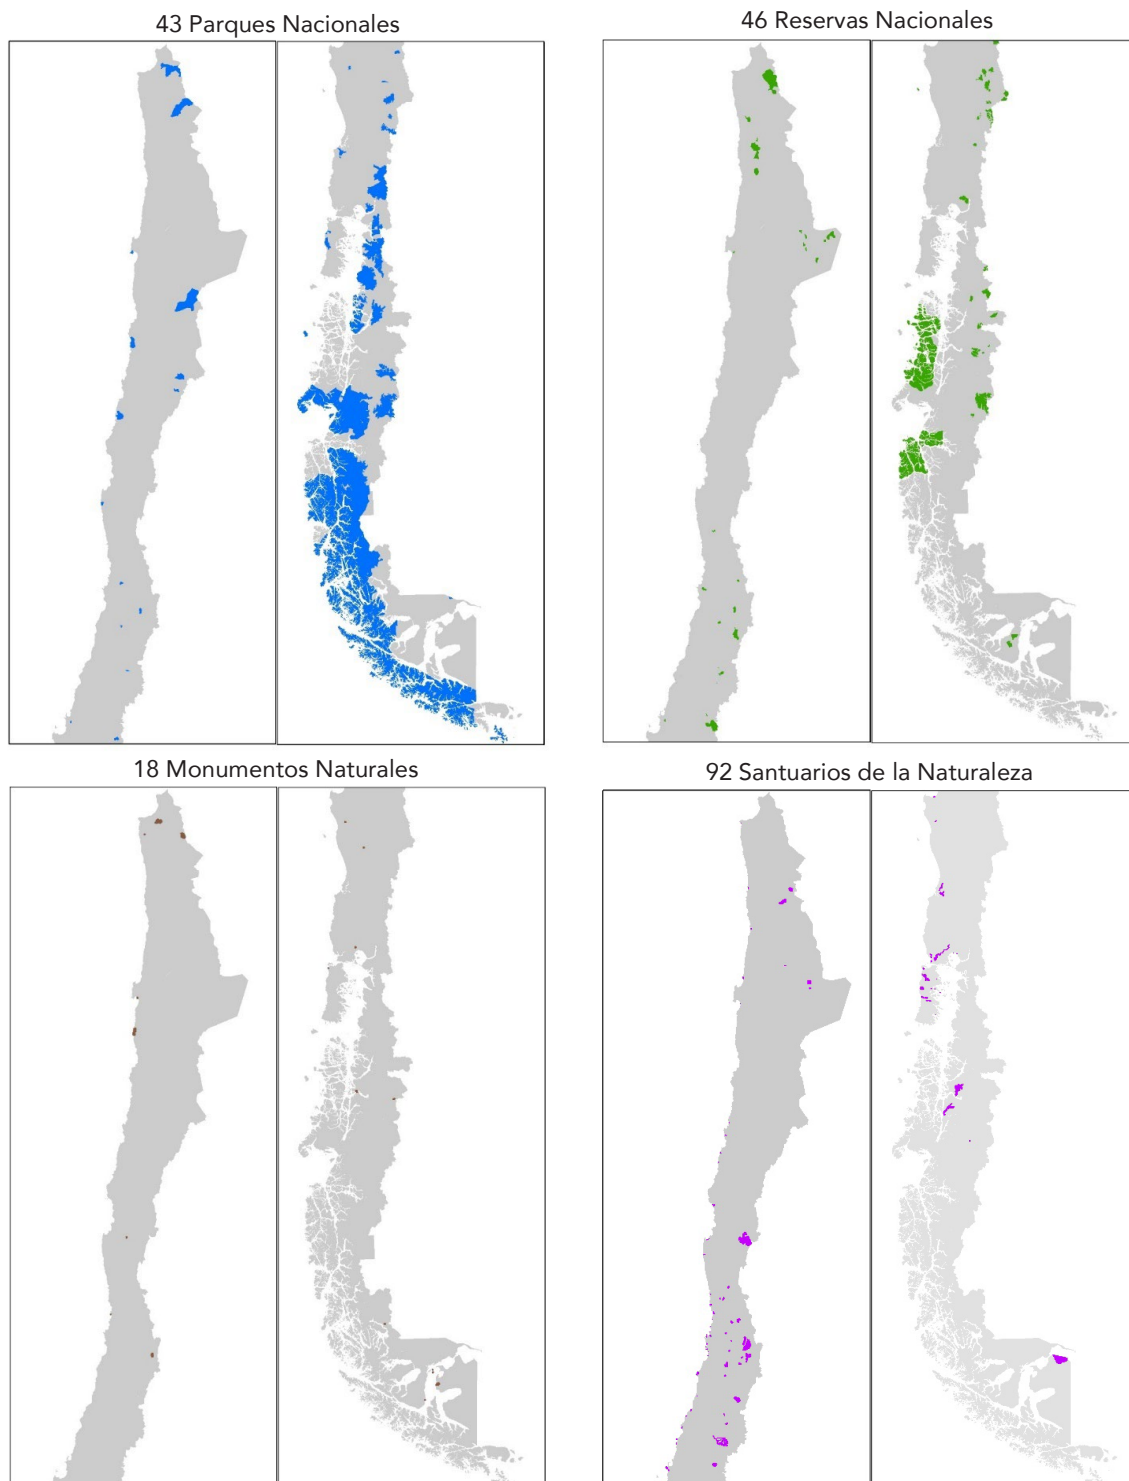 43 Parques Nacionales
46 Reservas Nacionales
18 Monumentos Naturales
92 Santuarios de la Naturaleza